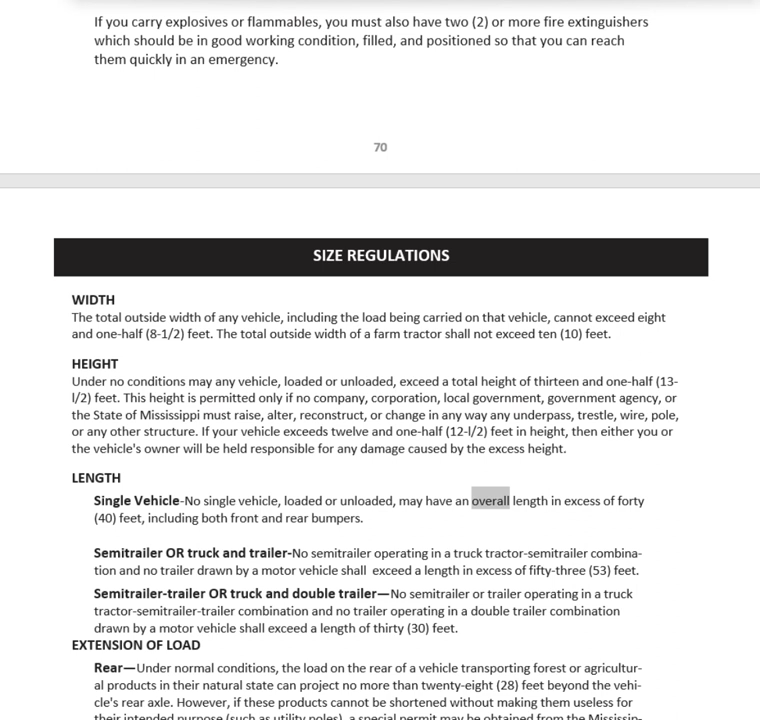 If you carry explosives or flammables, you must also have two (2) or more fire extinguishers
which should be in good working condition, filled, and positioned so that you can reach
them quickly in an emergency.
70
SIZE REGULATIONS
WIDTH
The total outside width of any vehicle, including the load being carried on that vehicle, cannot exceed eight
and one-half (8-1/2) feet. The total outside width of a farm tractor shall not exceed ten (10) feet.
HEIGHT
Under no conditions may any vehicle, loaded or unloaded, exceed a total height of thirteen and one-half (13-
l/2) feet. This height is permitted only if no company, corporation, local government, government agency, or
the State of Mississippi must raise, alter, reconstruct, or change in any way any underpass, trestle, wire, pole,
or any other structure. If your vehicle exceeds twelve and one-half (12-l/2) feet in height, then either you or
the vehicle's owner will be held responsible for any damage caused by the excess height.
LENGTH
Single Vehicle-No single vehicle, loaded or unloaded, may have an overall length in excess of forty
(40) feet, including both front and rear bumpers.
Semitrailer OR truck and trailer-No semitrailer operating in a truck tractor-semitrailer combina-
tion and no trailer drawn by a motor vehicle shall exceed a length in excess of fifty-three (53) feet.
Semitrailer-trailer OR truck and double trailer—No semitrailer or trailer operating in a truck
tractor-semitrailer-trailer combination and no trailer operating in a double trailer combination
drawn by a motor vehicle shall exceed a length of thirty (30) feet.
EXTENSION OF LOAD
Rear—Under normal conditions, the load on the rear of a vehicle transporting forest or agricultur-
al products in their natural state can project no more than twenty-eight (28) feet beyond the vehi-
cle's rear axle. However, if these products cannot be shortened without making them useless for
their intended purpose (such as utility poles), a special permit may be obtained from the Mississip-